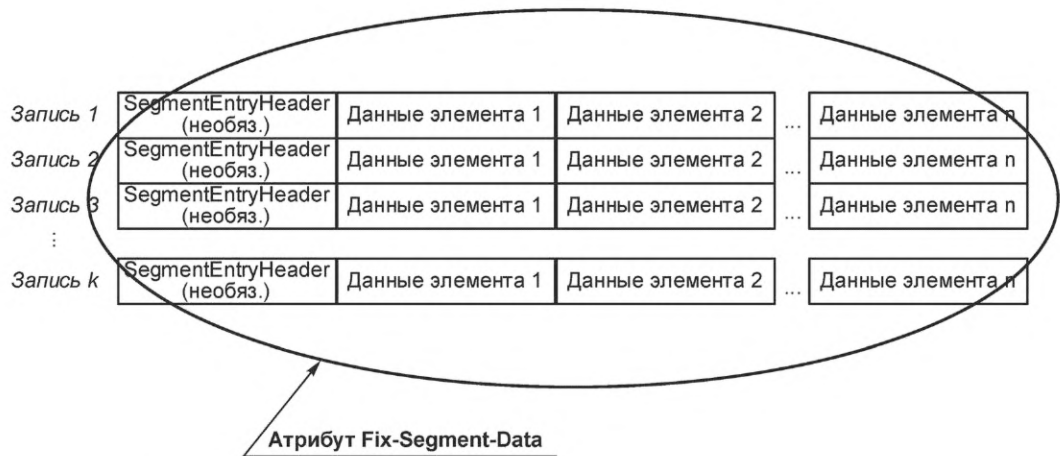 Запись 1 SegmentEntryHeader (необяз.) Данные элемента 1 Данные элемента 2 ... Данные элемента n
Запись 2 SegmentEntryHeader (необяз.) Данные элемента 1 Данные элемента 2 ... Данные элемента n
Запись 3 SegmentEntryHeader (необяз.) Данные элемента 1 Данные элемента 2 ... Данные элемента n
...
Запись k SegmentEntryHeader (необяз.) Данные элемента 1 Данные элемента 2 ... Данные элемента n
Атрибут Fix-Segment-Data